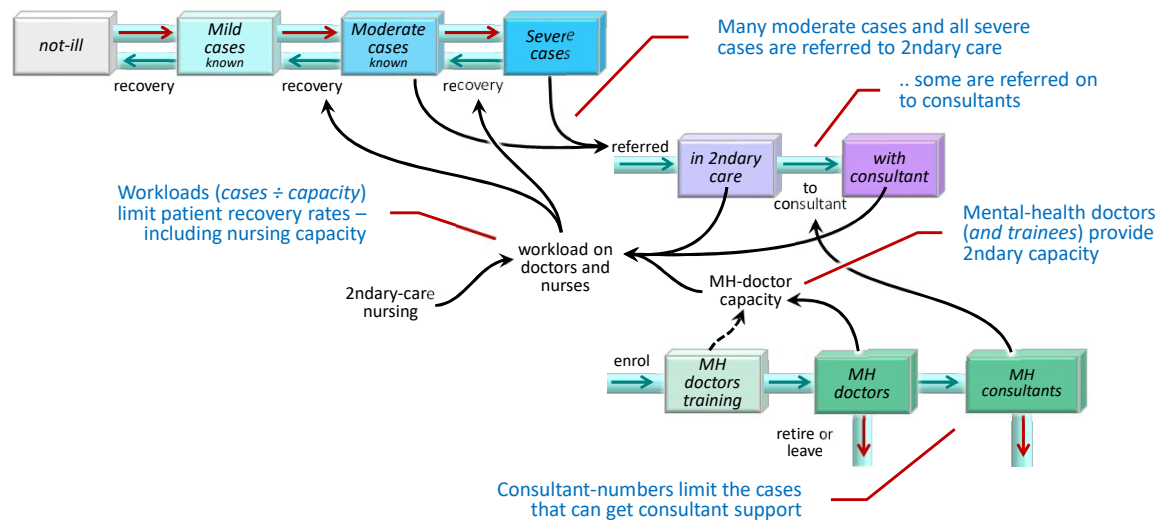 not-ill
Mild
cases
known
Moderate
cases
known
Severe
cases
recovery
recovery
recovery
Many moderate cases and all severe
cases are referred to 2ndary care
.. some are referred on
to consultants
referred
in 2ndary
care
with
consultant
to
consultant
Workloads (cases ÷ capacity)
limit patient recovery rates –
including nursing capacity
workload on
doctors and
nurses
2ndary-care
nursing
Mental-health doctors
(and trainees) provide
2ndary capacity
MH-doctor
capacity
enrol
MH
doctors
training
MH
doctors
MH
consultants
retire or
leave
Consultant-numbers limit the cases
that can get consultant support